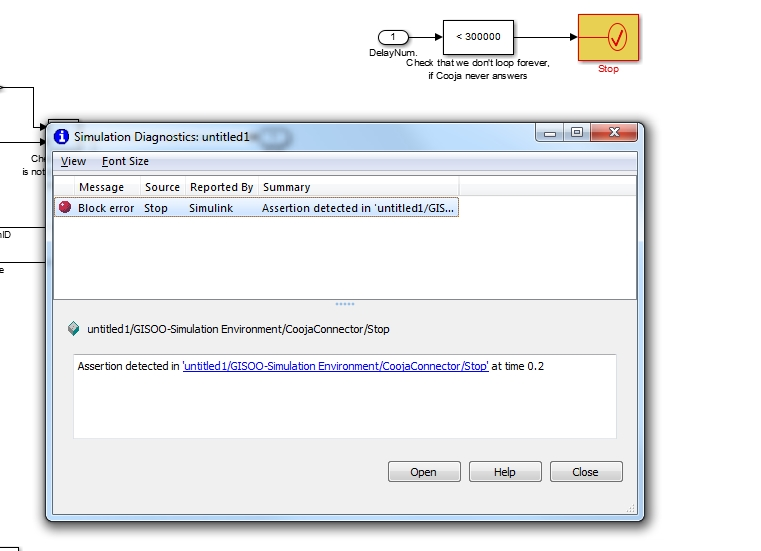 1
< 300000
DelayNum.
Check that we don't loop forever,
if Cooja never answers
Stop
Simulation Diagnostics: untitled1
View Font Size
Che
is not
Message Source Reported By Summary
Block error Stop Simulink Assertion detected in 'untitled1/GIS...
nID
e
untitled1/GISOO-Simulation Environment/CoojaConnector/Stop
Assertion detected in 'untitled1/GISOO-Simulation Environment/CoojaConnector/Stop' at time 0.2
Open Help Close